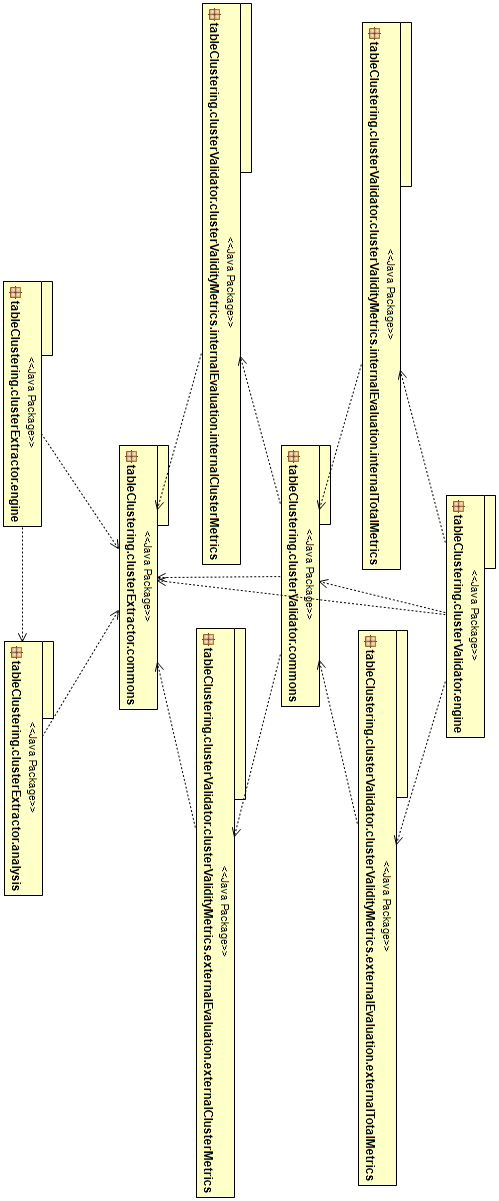 <<Java Package>>
tableClustering.clusterValidator.engine
<<Java Package>>
tableClustering.clusterValidator.clusterValidityMetrics.internalEvaluation.internalTotalMetrics
<<Java Package>>
tableClustering.clusterValidator.clusterValidityMetrics.externalEvaluation.externalTotalMetrics
<<Java Package>>
tableClustering.clusterValidator.commons
<<Java Package>>
tableClustering.clusterValidator.clusterValidityMetrics.internalEvaluation.internalClusterMetrics
<<Java Package>>
tableClustering.clusterValidator.clusterValidityMetrics.externalEvaluation.externalClusterMetrics
<<Java Package>>
tableClustering.clusterExtractor.commons
<<Java Package>>
tableClustering.clusterExtractor.engine
<<Java Package>>
tableClustering.clusterExtractor.analysis